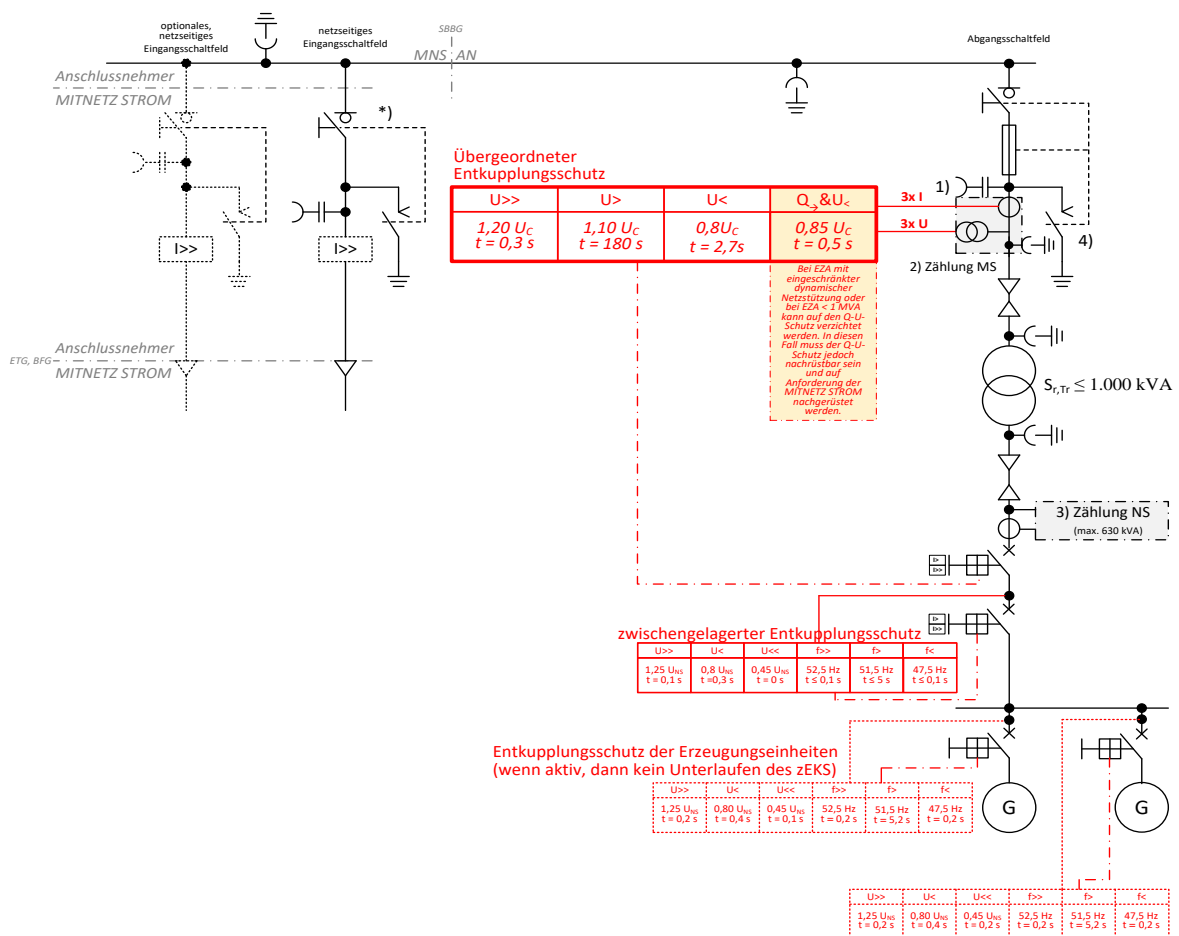 optionales,
netzseitiges
Eingangsschaltfeld
netzseitiges
Eingangsschaltfeld
SBBG
MNS AN
Abgangsschaltfeld
Anschlussnehmer
MITNETZ STROM
*)
I>>
I>>
Anschlussnehmer
ETG, BFG
MITNETZ STROM
Übergeordneter
Entkupplungsschutz
U>> U> U< Q→&U<
1,20 UC 1,10 UC 0,8UC 0,85 UC
t = 0,3 s t = 180 s t = 2,7s t = 0,5 s
Bei EZA mit
eingeschränkter
dynamischer
Netzstützung oder
bei EZA < 1 MVA
kann auf den Q-U-
Schutz verzichtet
werden. In diesen
Fall muss der Q-U-
Schutz jedoch
nachrüstbar sein
und auf
Anforderung der
MITNETZ STROM
nachgerüstet
werden.
3x I
3x U
1)
4)
2) Zählung MS
Sr,Tr ≤ 1.000 kVA
3) Zählung NS
(max. 630 kVA)
I>
I>>
I>
I>>
zwischengelagerter Entkupplungsschutz
U>> U< U<< f>> f> f<
1,25 UNS 0,8 UNS 0,45 UNS 52,5 Hz 51,5 Hz 47,5 Hz
t = 0,1 s t =0,3 s t = 0 s t ≤ 0,1 s t ≤ 5 s t ≤ 0,1 s
Entkupplungsschutz der Erzeugungseinheiten
(wenn aktiv, dann kein Unterlaufen des zEKS)
U>> U< U<< f>> f> f<
1,25 UNS 0,80 UNS 0,45 UNS 52,5 Hz 51,5 Hz 47,5 Hz
t = 0,2 s t = 0,4 s t = 0,1 s t = 0,2 s t = 5,2 s t = 0,2 s
G
G
U>> U< U<< f>> f> f<
1,25 UNS 0,80 UNS 0,45 UNS 52,5 Hz 51,5 Hz 47,5 Hz
t = 0,2 s t = 0,4 s t = 0,2 s t = 0,2 s t = 5,2 s t = 0,2 s